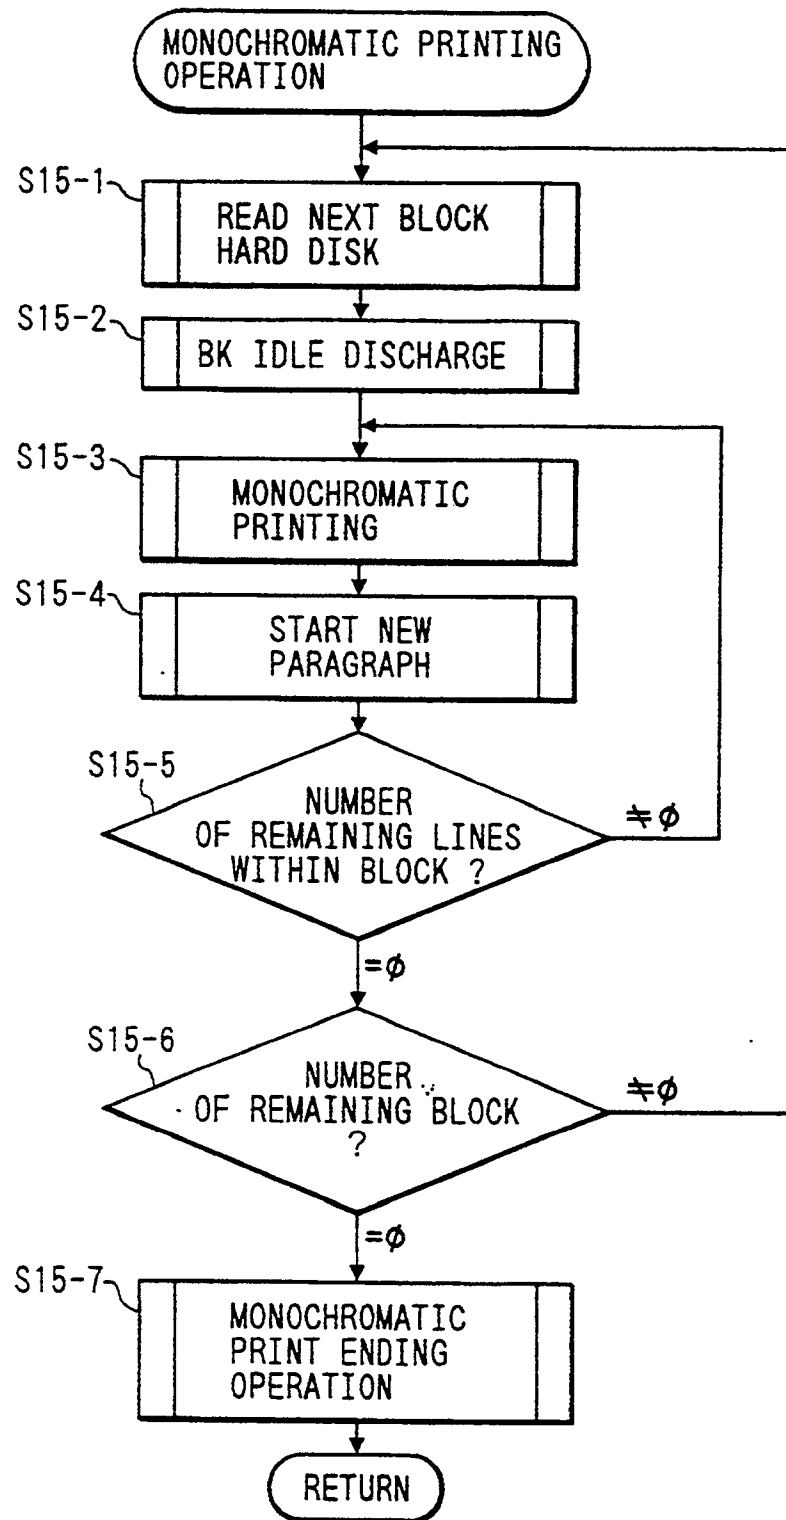 MONOCHROMATIC PRINTING
OPERATION
S15-1
READ NEXT BLOCK
HARD DISK
S15-2
BK IDLE DISCHARGE
S15-3
MONOCHROMATIC
PRINTING
S15-4
START NEW
PARAGRAPH
S15-5
NUMBER
OF REMAINING LINES
WITHIN BLOCK ?
≠φ
=φ
S15-6
NUMBER
OF REMAINING BLOCK
?
≠φ
=φ
S15-7
MONOCHROMATIC
PRINT ENDING
OPERATION
RETURN